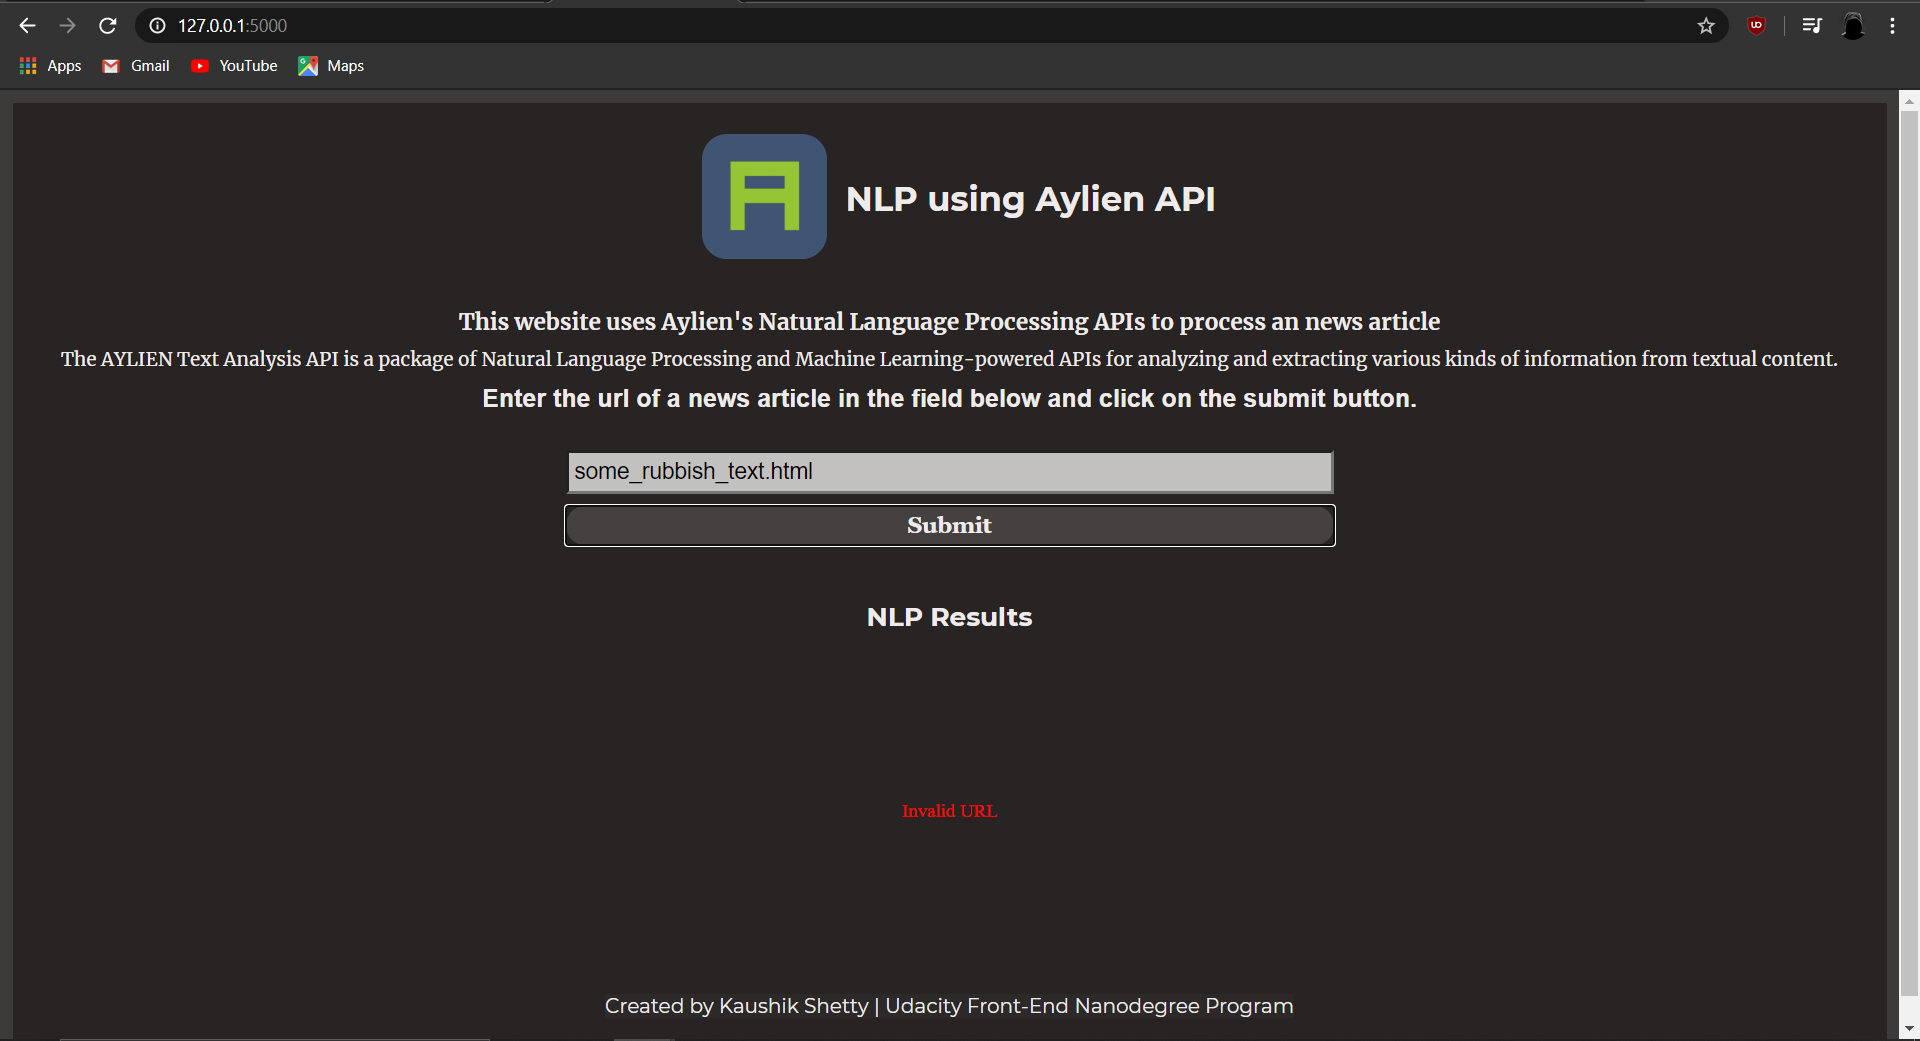 127.0.0.1:5000
Apps Gmail YouTube Maps
NLP using Aylien API
This website uses Aylien's Natural Language Processing APIs to process an news article
The AYLIEN Text Analysis API is a package of Natural Language Processing and Machine Learning-powered APIs for analyzing and extracting various kinds of information from textual content.
Enter the url of a news article in the field below and click on the submit button.
some_rubbish_text.html
Submit
NLP Results
Invalid URL
Created by Kaushik Shetty | Udacity Front-End Nanodegree Program